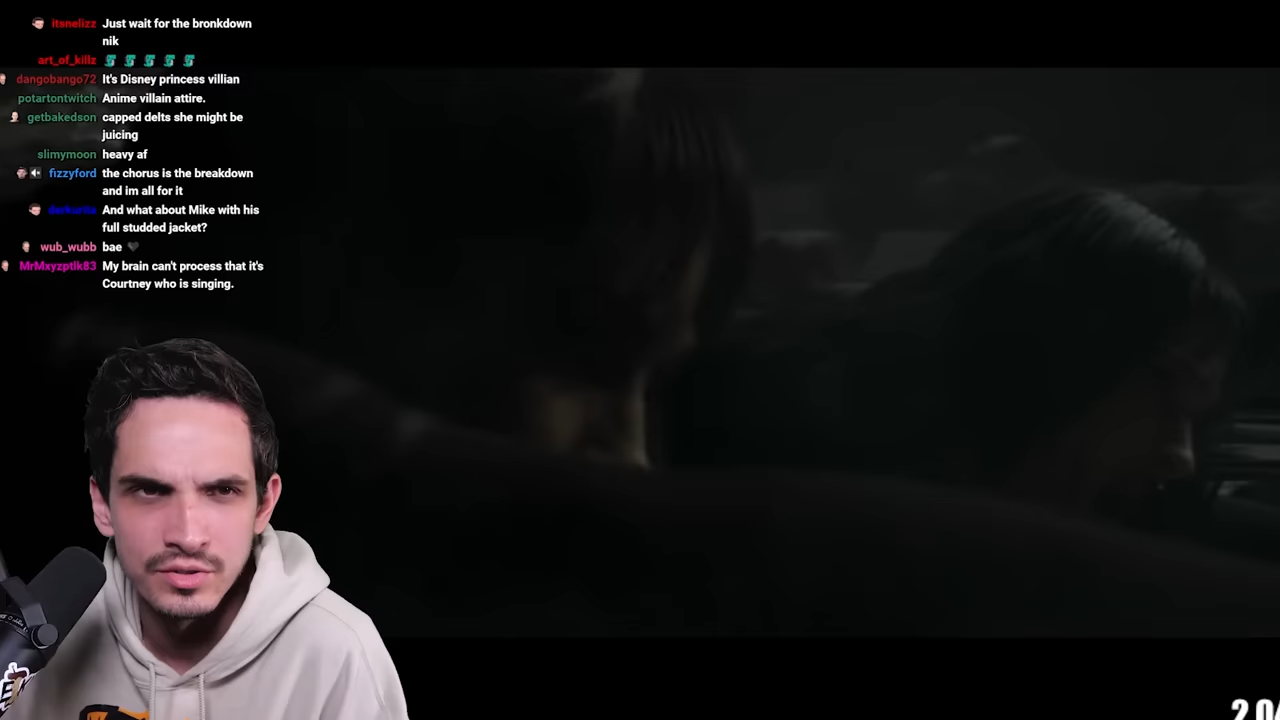 itsnelizz Just wait for the bronkdown
nik
art_of_killz
dangobango72 It's Disney princess villian
potartontwitch Anime villain attire.
getbakedson capped delts she might be
juicing
slimymoon heavy af
fizzyford the chorus is the breakdown
and im all for it
And what about Mike with his
full studded jacket?
wub_wubb bae
MrMxyzptlk83 My brain can't process that it's
Courtney who is singing.